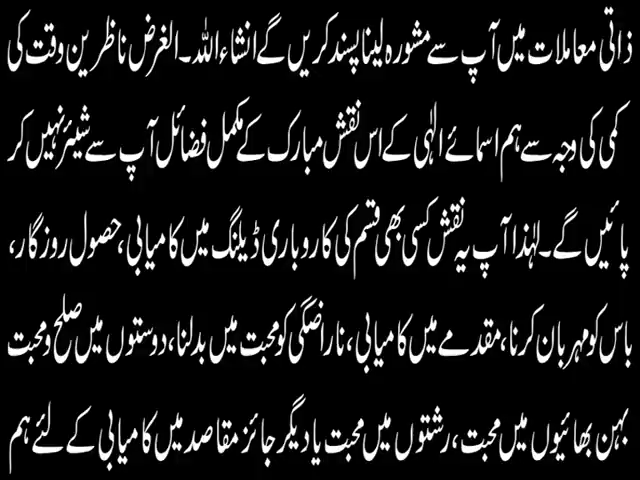 ذاتی معاملات میں آپ سے مشورہ لینا پسند کریں گے انشاء اللہ۔ الغرض ناظرین وقت کی
کمی کی وجہ سے ہم اسمائے الٰہی کے اس نقش مبارک کے مکمل فضائل آپ سے شیئر نہیں کر
پائیں گے۔ لہٰذا آپ یہ نقش کسی بھی قسم کی کاروباری ڈیلنگ میں کامیابی، حصول روزگار،
باس کو مہربان کرنا، مقدمے میں کامیابی، ناراضگی کو محبت میں بدلنا، دوستوں میں صلح و محبت
بہن بھائیوں میں محبت، رشتوں میں محبت یا دیگر جائز مقاصد میں کامیابی کے لئے ہم